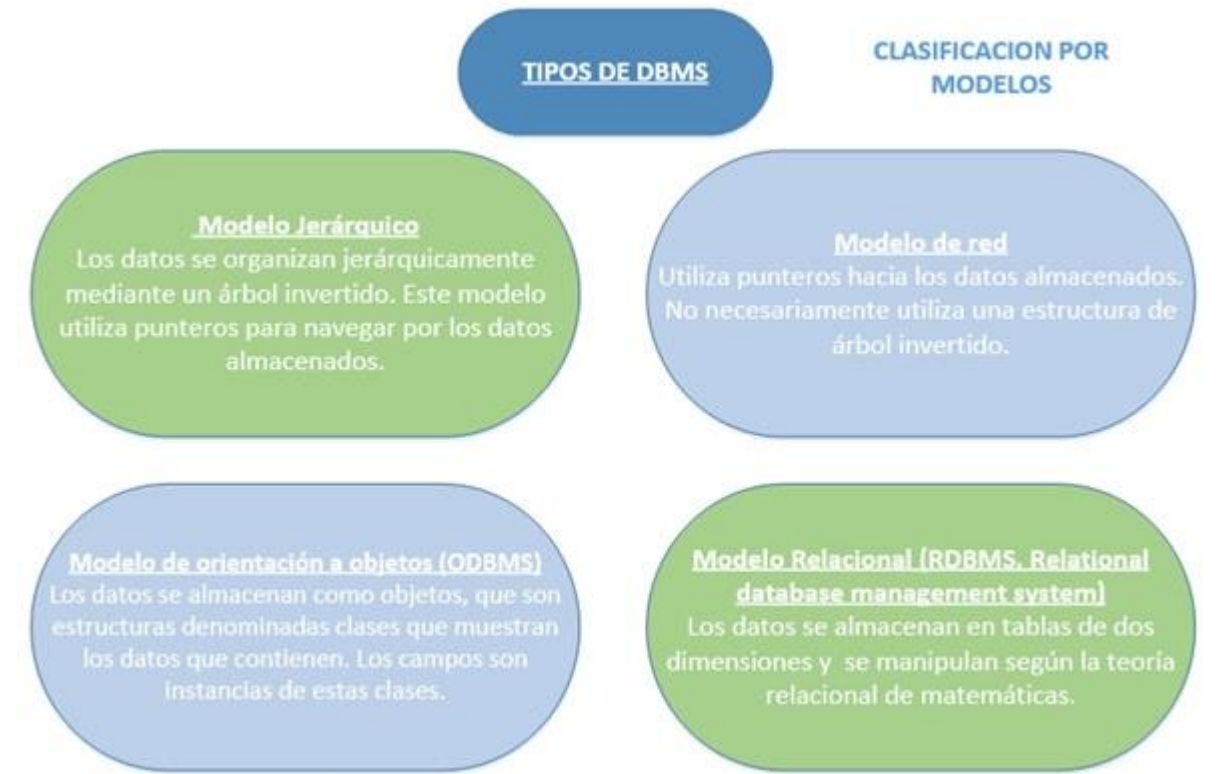 TIPOS DE DBMS
CLASIFICACION POR
MODELOS
Modelo Jerárquico
Los datos se organizan jerárquicamente
mediante un árbol invertido. Este modelo
utiliza punteros para navegar por los datos
almacenados.
Modelo de red
Utiliza punteros hacia los datos almacenados.
No necesariamente utiliza una estructura de
árbol invertido.
Modelo de orientación a objetos (ODBMS)
Los datos se almacenan como objetos, que son
estructuras denominadas clases que muestran
los datos que contienen. Los campos son
instancias de estas clases.
Modelo Relacional (RDBMS, Relational
database management system)
Los datos se almacenan en tablas de dos
dimensiones y se manipulan según la teoría
relacional de matemáticas.